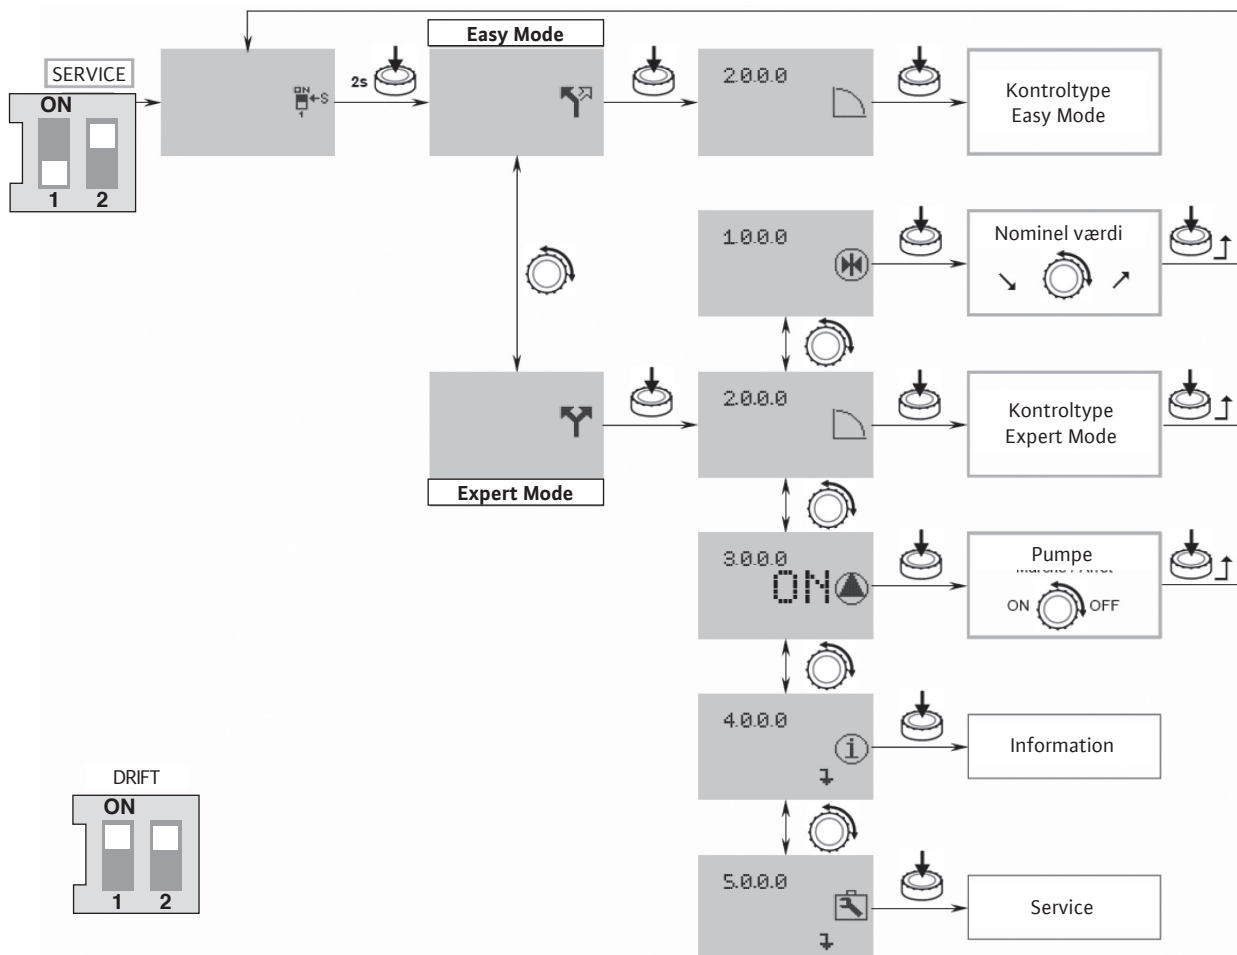 Easy Mode
SERVICE
ON
1 2
ON
←S
1
2s
2.0.0.0
Kontroltype
Easy Mode
1.0.0.0
Nominel værdi
2.0.0.0
Kontroltype
Expert Mode
Expert Mode
3.0.0.0
ON
Pumpe
ON OFF
4.0.0.0
i
Information
DRIFT
ON
1 2
5.0.0.0
Service